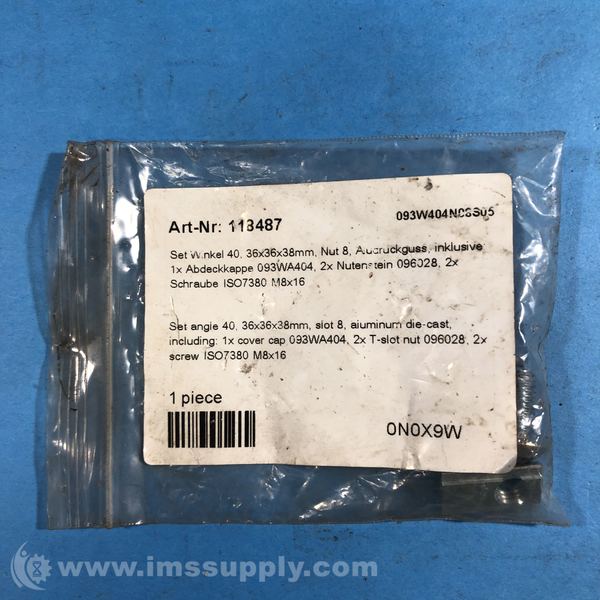 Art-Nr: 118487
093W404N08S05
Set Winkel 40, 36x36x38mm, Nut 8, Aludruckguss, inklusive
1x Abdeckkappe 093WA404, 2x Nutenstein 096028, 2x
Schraube ISO7380 M8x16
Set angle 40, 36x36x38mm, slot 8, aluminum die-cast,
including: 1x cover cap 093WA404, 2x T-slot nut 096028, 2x
screw ISO7380 M8x16
1 piece
0N0X9W
www.imssupply.com